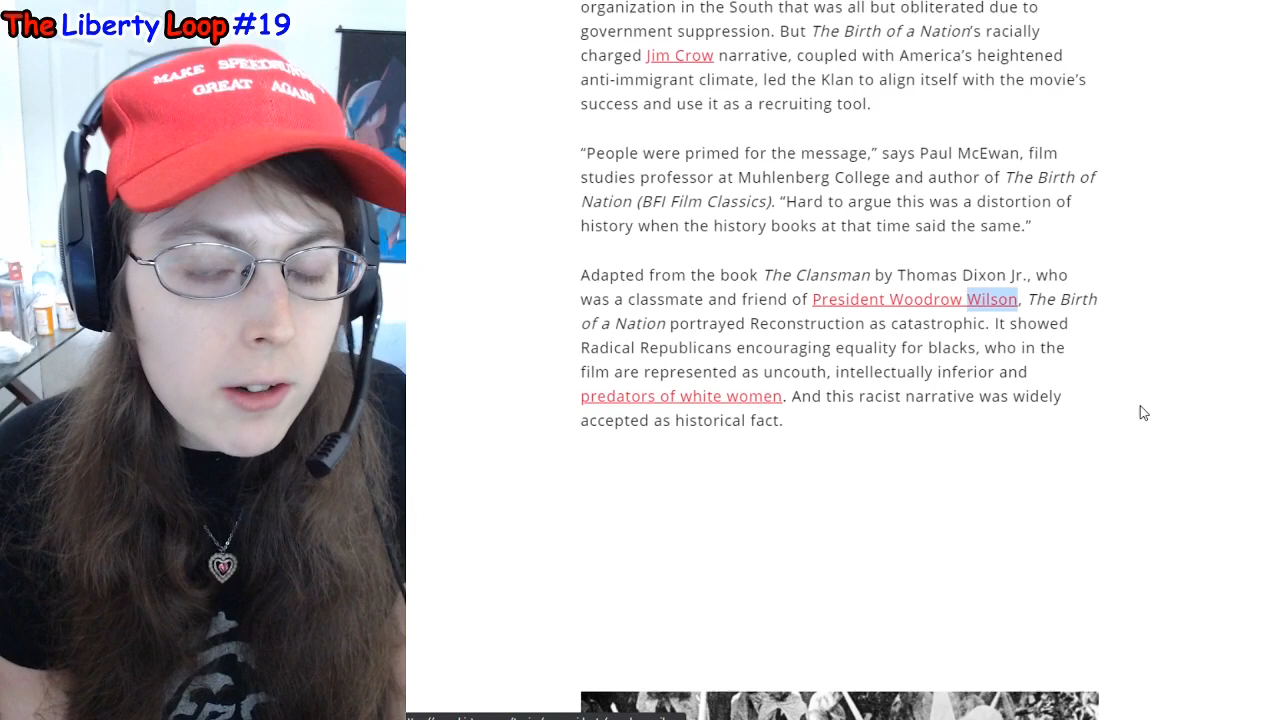 The Liberty Loop #19
MAKE SPEEDRUN
GREAT AGAIN
organization in the South that was all but obliterated due to
government suppression. But The Birth of a Nation's racially
charged Jim Crow narrative, coupled with America's heightened
anti-immigrant climate, led the Klan to align itself with the movie's
success and use it as a recruiting tool.
“People were primed for the message,” says Paul McEwan, film
studies professor at Muhlenberg College and author of The Birth of
Nation (BFI Film Classics). “Hard to argue this was a distortion of
history when the history books at that time said the same.”
Adapted from the book The Clansman by Thomas Dixon Jr., who
was a classmate and friend of President Woodrow Wilson, The Birth
of a Nation portrayed Reconstruction as catastrophic. It showed
Radical Republicans encouraging equality for blacks, who in the
film are represented as uncouth, intellectually inferior and
predators of white women. And this racist narrative was widely
accepted as historical fact.